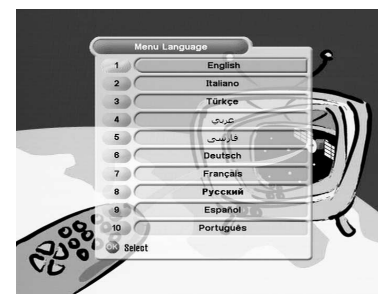 Menu Language
1 English
2 Italiano
3 Türkçe
4 عربي
5 فارسی
6 Deutsch
7 Français
8 Русский
9 Español
10 Português
OK Select